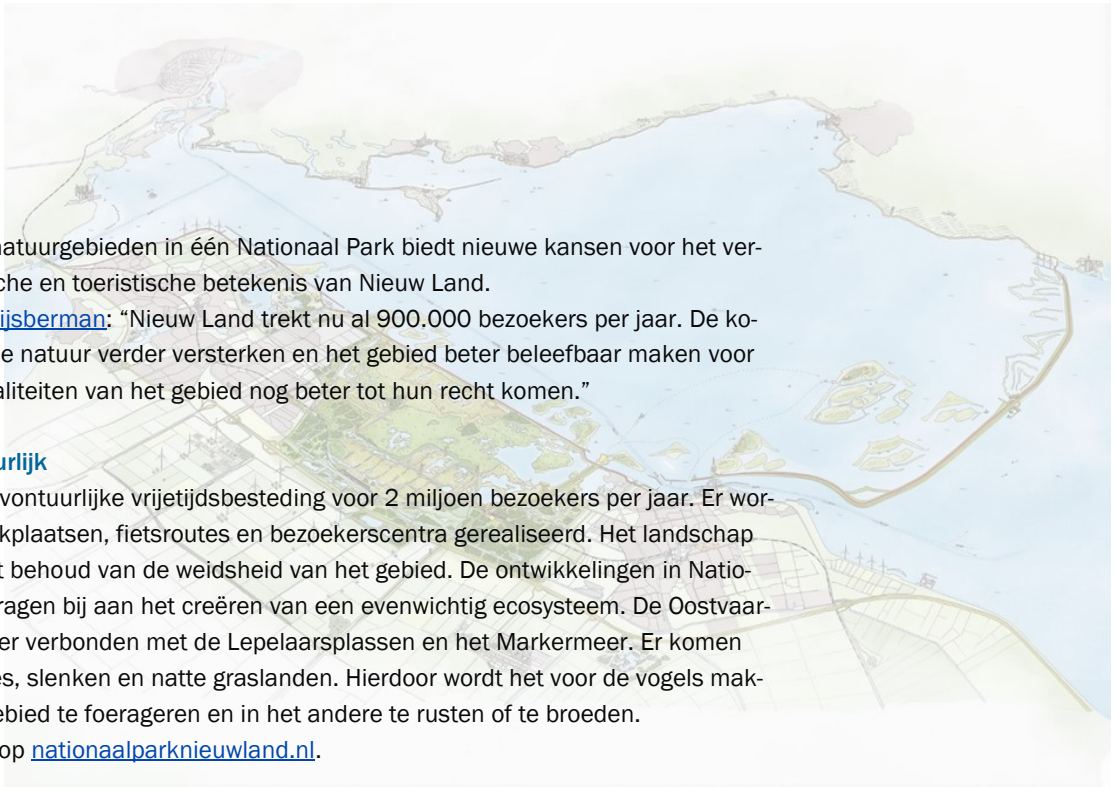 natuurgebieden in één Nationaal Park biedt nieuwe kansen voor het ver-
che en toeristische betekenis van Nieuw Land.
ijsberman: “Nieuw Land trekt nu al 900.000 bezoekers per jaar. De ko-
e natuur verder versterken en het gebied beter beleefbaar maken voor
aliteiten van het gebied nog beter tot hun recht komen.”
urlijk
vontuurlijke vrijetijdsbesteding voor 2 miljoen bezoekers per jaar. Er wor-
kplaatsen, fietsroutes en bezoekerscentra gerealiseerd. Het landschap
t behoud van de weidsheid van het gebied. De ontwikkelingen in Natio-
ragen bij aan het creëren van een evenwichtig ecosysteem. De Oostvaar-
er verbonden met de Lepelaarsplassen en het Markermeer. Er komen
es, slenken en natte graslanden. Hierdoor wordt het voor de vogels mak-
ebied te foerageren en in het andere te rusten of te broeden.
op nationaalparknieuwland.nl.